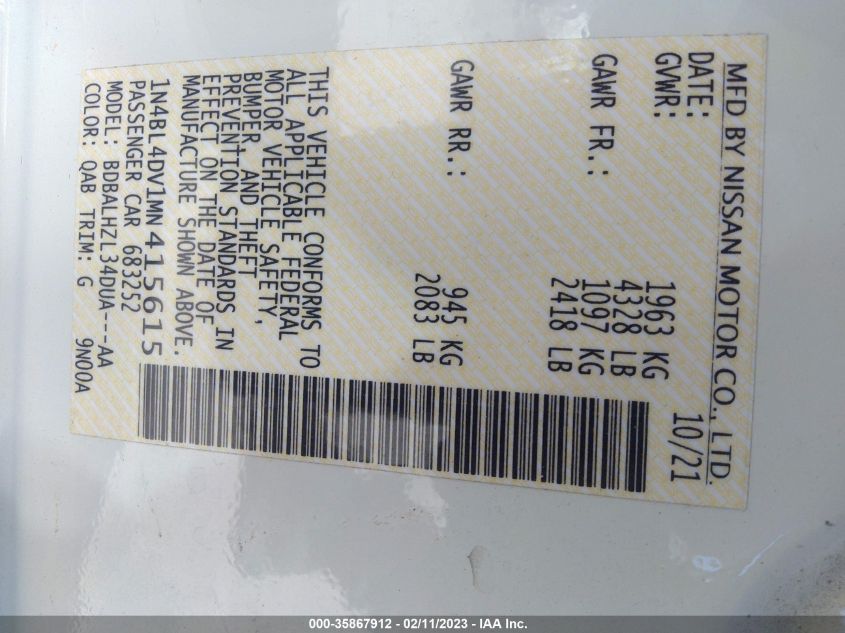 MFD BY NISSAN MOTOR CO., LTD.
DATE: 10/21
GVWR: 1963 KG
4328 LB
GAWR FR.: 1097 KG
2418 LB
GAWR RR.: 945 KG
2083 LB
THIS VEHICLE CONFORMS TO
ALL APPLICABLE FEDERAL
MOTOR VEHICLE SAFETY,
BUMPER, AND THEFT
PREVENTION STANDARDS IN
EFFECT ON THE DATE OF
MANUFACTURE SHOWN ABOVE.
1N4BL4DV1MN415615
PASSENGER CAR 683252
MODEL: BDBALHZL34DUA---AA
COLOR: QAB TRIM: G 9N00A
000-35867912 - 02/11/2023 - IAA Inc.